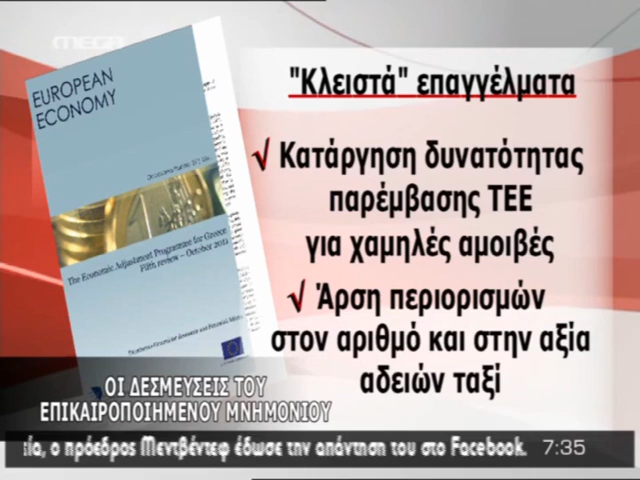 MEGA
EUROPEAN
ECONOMY
The Economic Adjustment Programme for Greece
Fifth review – October 2011
"Κλειστά" επαγγέλματα
√ Κατάργηση δυνατότητας
παρέμβασης ΤΕΕ
για χαμηλές αμοιβές
√ Άρση περιορισμών
στον αριθμό και στην αξία
αδειών ταξί
ΟΙ ΔΕΣΜΕΥΣΕΙΣ ΤΟΥ
ΕΠΙΚΑΙΡΟΠΟΙΗΜΕΝΟΥ ΜΝΗΜΟΝΙΟΥ
ία, ο πρόεδρος Μεντβέντεφ έδωσε την απάντηση του στο Facebook. 7:35